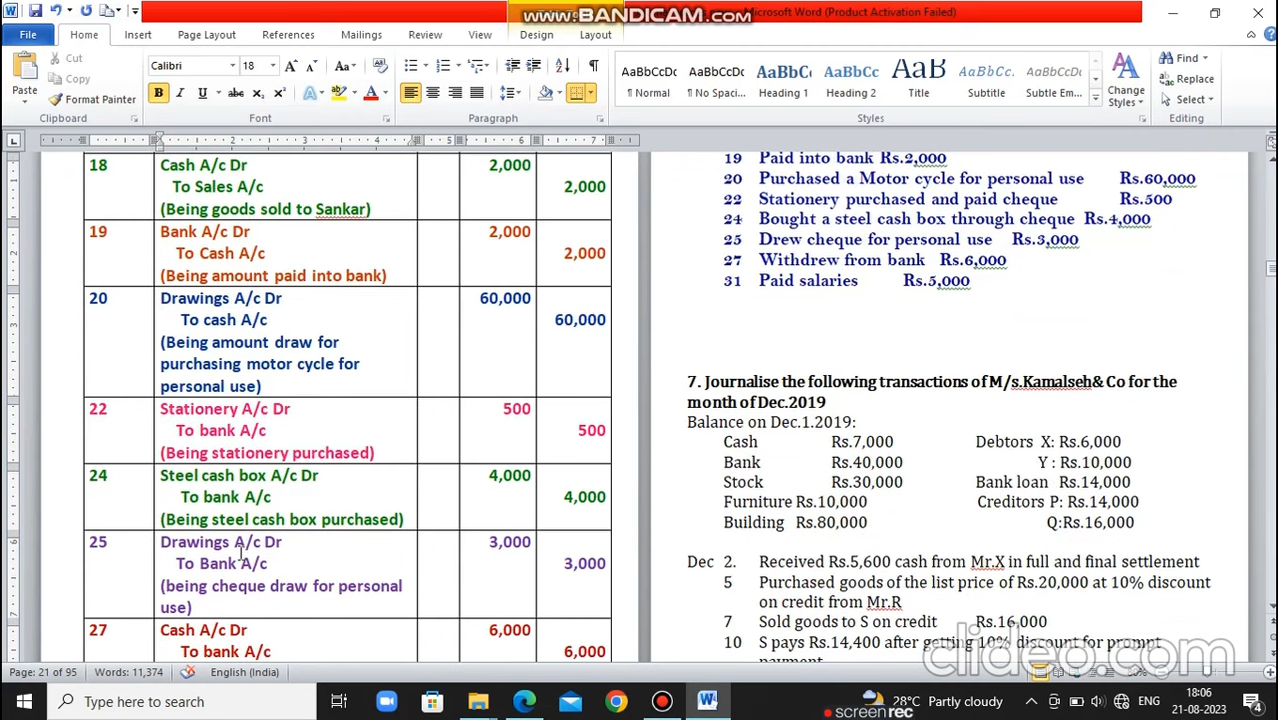 www.BANDICAM.com
Microsoft Word (Product Activation Failed)
File Home Insert Page Layout References Mailings Review View Design Layout
Paste
Cut
Copy
Format Painter
Clipboard
Calibri 18
Font
Paragraph
AaBbCcDc AaBbCcDc AaBbCc AaBbCc AaB AaBbCc. AaBbCcDc
¶ Normal ¶ No Spaci... Heading 1 Heading 2 Title Subtitle Subtle Em...
Change
Styles
Styles
Find
Replace
Select
Editing
18 Cash A/c Dr 2,000
To Sales A/c 2,000
(Being goods sold to Sankar)
19 Bank A/c Dr 2,000
To Cash A/c 2,000
(Being amount paid into bank)
20 Drawings A/c Dr 60,000
To cash A/c 60,000
(Being amount draw for
purchasing motor cycle for
personal use)
22 Stationery A/c Dr 500
To bank A/c 500
(Being stationery purchased)
24 Steel cash box A/c Dr 4,000
To bank A/c 4,000
(Being steel cash box purchased)
25 Drawings A/c Dr 3,000
To Bank A/c 3,000
(being cheque draw for personal
use)
27 Cash A/c Dr 6,000
To bank A/c 6,000
19 Paid into bank Rs.2,000
20 Purchased a Motor cycle for personal use Rs.60,000
22 Stationery purchased and paid cheque Rs.500
24 Bought a steel cash box through cheque Rs.4,000
25 Drew cheque for personal use Rs.3,000
27 Withdrew from bank Rs.6,000
31 Paid salaries Rs.5,000
7. Journalise the following transactions of M/s.Kamalseh& Co for the
month of Dec.2019
Balance on Dec.1.2019:
Cash Rs.7,000 Debtors X: Rs.6,000
Bank Rs.40,000 Y : Rs.10,000
Stock Rs.30,000 Bank loan Rs.14,000
Furniture Rs.10,000 Creditors P: Rs.14,000
Building Rs.80,000 Q:Rs.16,000
Dec 2. Received Rs.5,600 cash from Mr.X in full and final settlement
5 Purchased goods of the list price of Rs.20,000 at 10% discount
on credit from Mr.R
7 Sold goods to S on credit Rs.16,000
10 S pays Rs.14,400 after getting 10% discount for prompt
payment
clideo.com
Page: 21 of 95 Words: 11,374 English (India)
Type here to search
28°C Partly cloudy
ENG
18:06
21-08-2023
screen rec